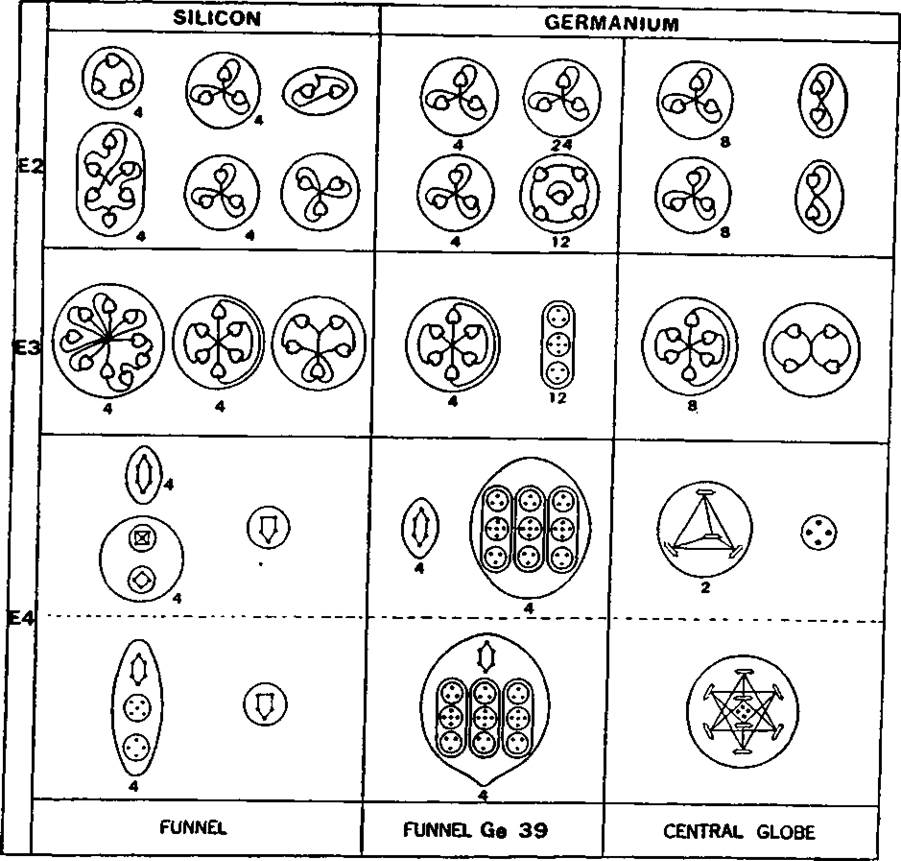 SILICON GERMANIUM
4 4
4 24 8
E2
4 4 4 12 8
E3
4 4 4 12 8
4
4 4 4 2
E4
4 4
FUNNEL FUNNEL Ge 39 CENTRAL GLOBE